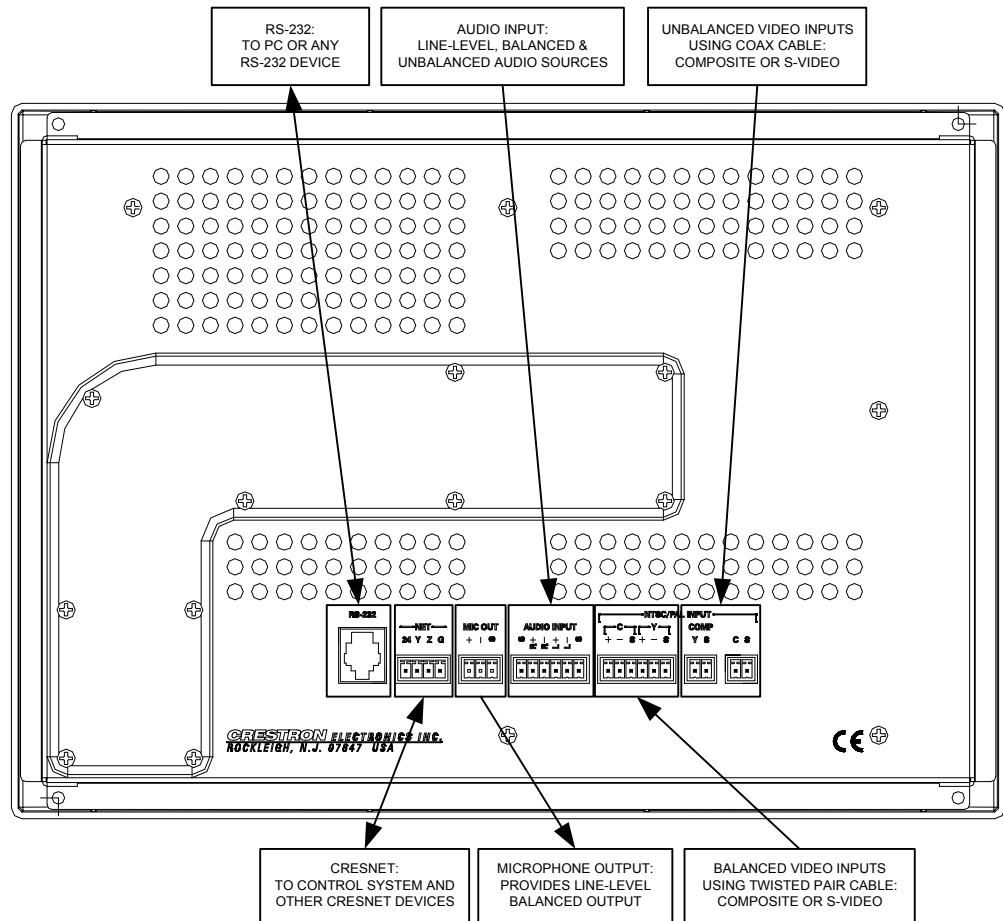 RS-232:
TO PC OR ANY
RS-232 DEVICE
AUDIO INPUT:
LINE-LEVEL, BALANCED &
UNBALANCED AUDIO SOURCES
UNBALANCED VIDEO INPUTS
USING COAX CABLE:
COMPOSITE OR S-VIDEO
RS-232
NET
24 Y Z G
MIC OUT
+ – S
AUDIO INPUT
S R+ R– L+ L– S
NTSC/PAL INPUT
C Y
+ – S + – S
COMP
Y S C S
CRESTRON ELECTRONICS INC.
ROCKLEIGH, N.J. 07647 USA
CE
CRESNET:
TO CONTROL SYSTEM AND
OTHER CRESNET DEVICES
MICROPHONE OUTPUT:
PROVIDES LINE-LEVEL
BALANCED OUTPUT
BALANCED VIDEO INPUTS
USING TWISTED PAIR CABLE:
COMPOSITE OR S-VIDEO